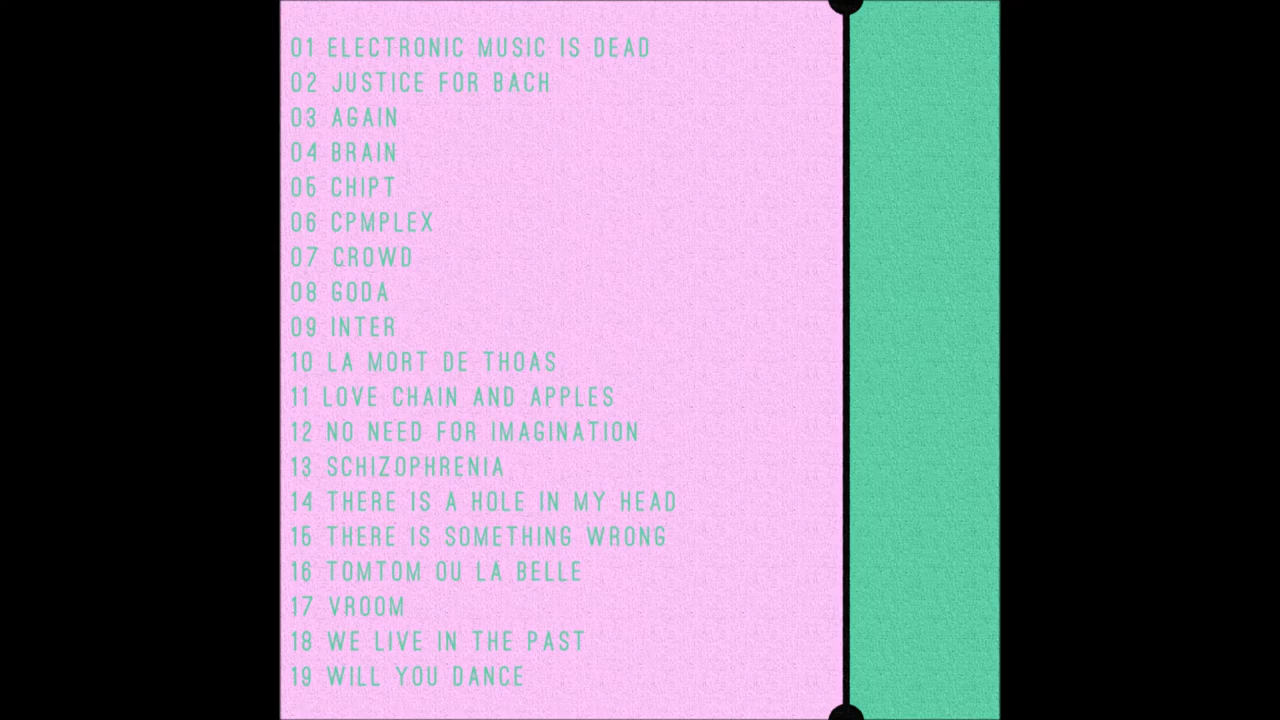 01 ELECTRONIC MUSIC IS DEAD
02 JUSTICE FOR BACH
03 AGAIN
04 BRAIN
05 CHIPT
06 CPMPLEX
07 CROWD
08 GODA
09 INTER
10 LA MORT DE THOAS
11 LOVE CHAIN AND APPLES
12 NO NEED FOR IMAGINATION
13 SCHIZOPHRENIA
14 THERE IS A HOLE IN MY HEAD
15 THERE IS SOMETHING WRONG
16 TOMTOM OU LA BELLE
17 VROOM
18 WE LIVE IN THE PAST
19 WILL YOU DANCE